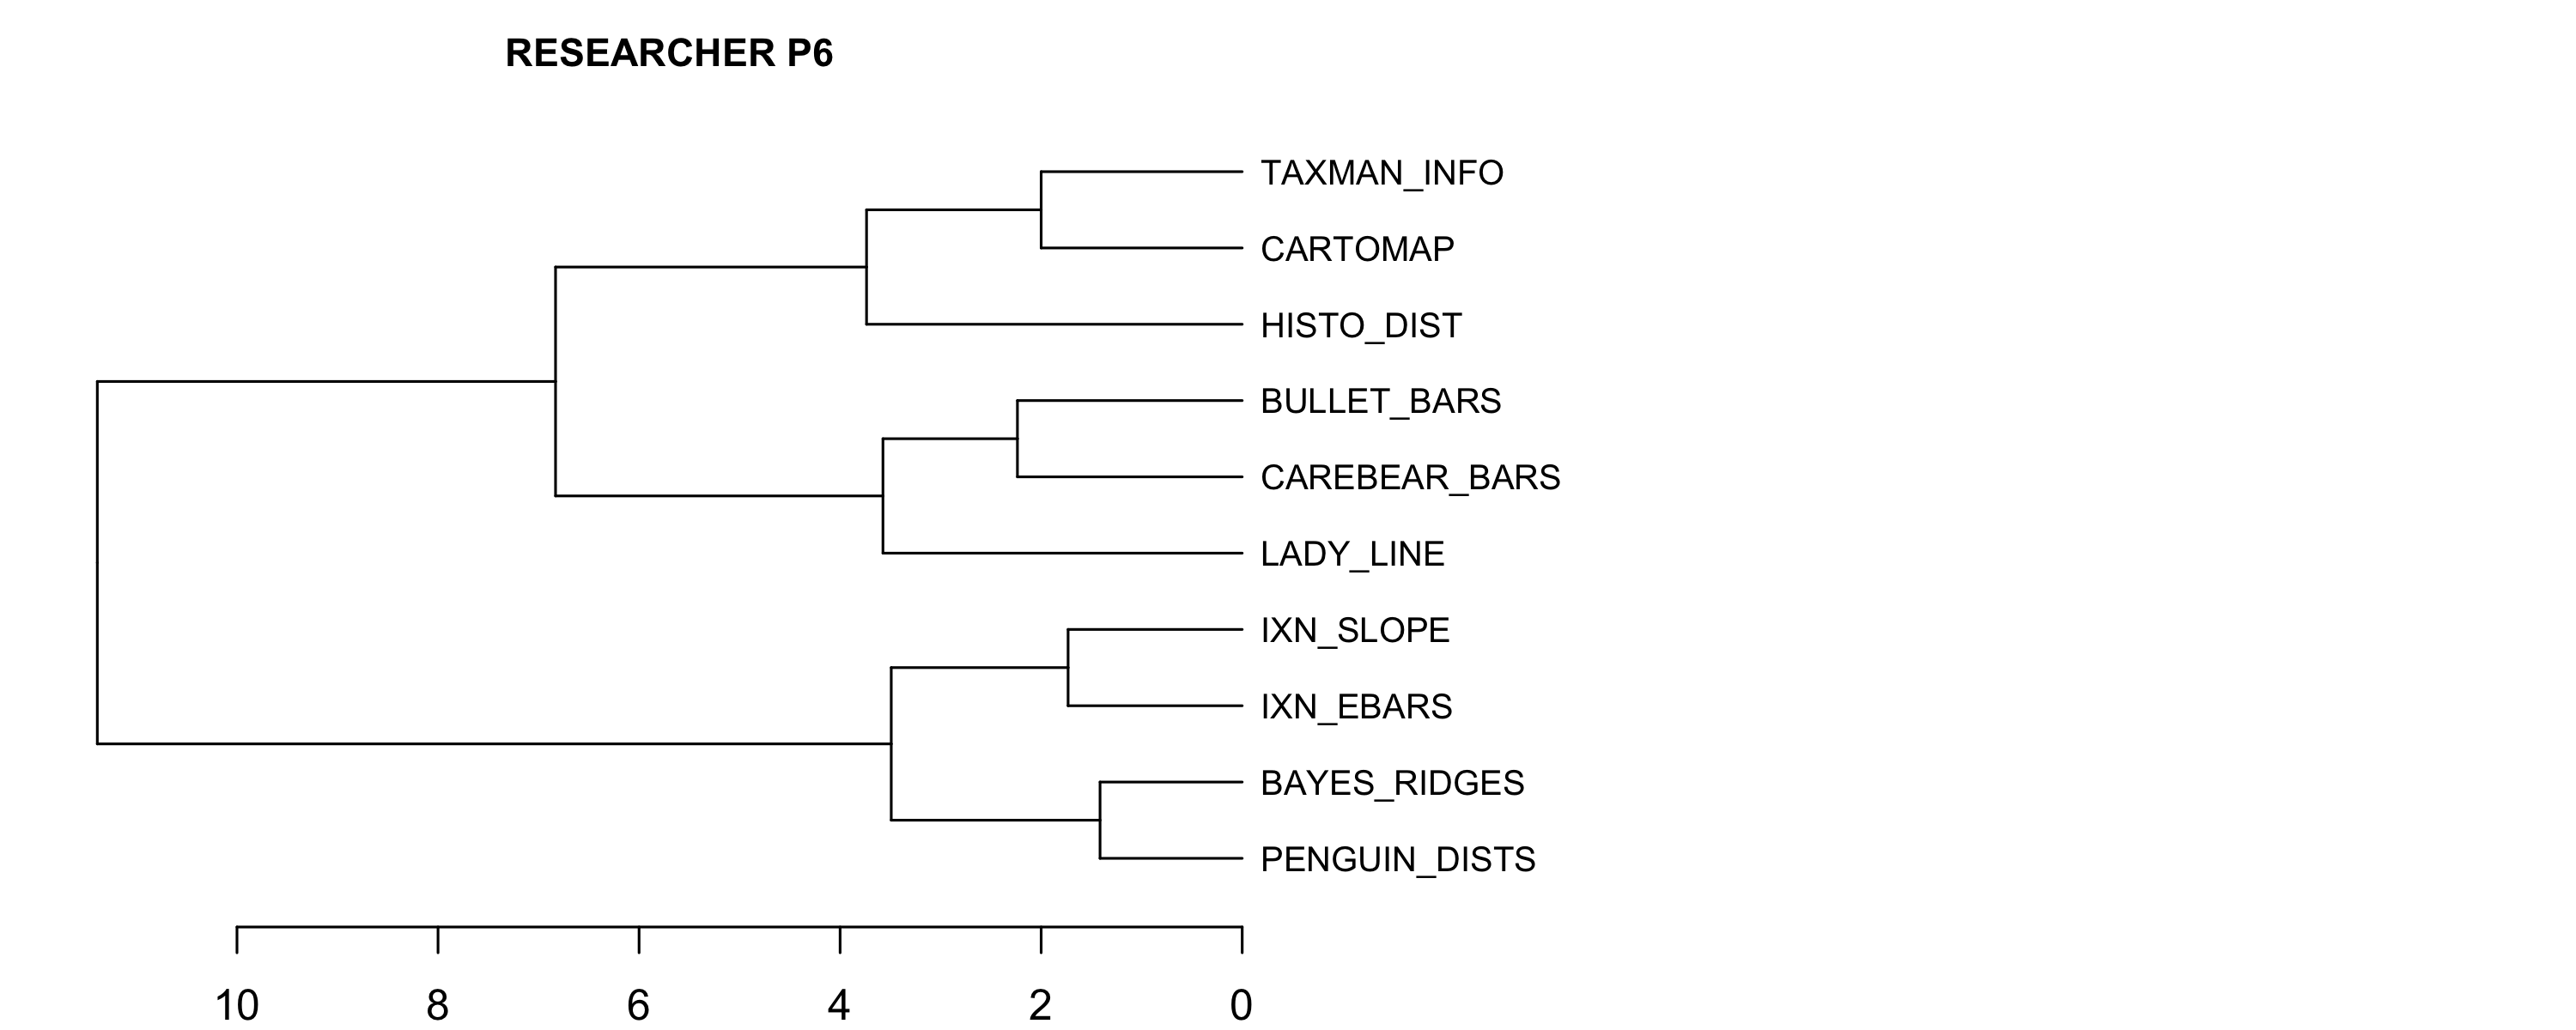 RESEARCHER P6
TAXMAN_INFO
CARTOMAP
HISTO_DIST
BULLET_BARS
CAREBEAR_BARS
LADY_LINE
IXN_SLOPE
IXN_EBARS
BAYES_RIDGES
PENGUIN_DISTS
10 8 6 4 2 0